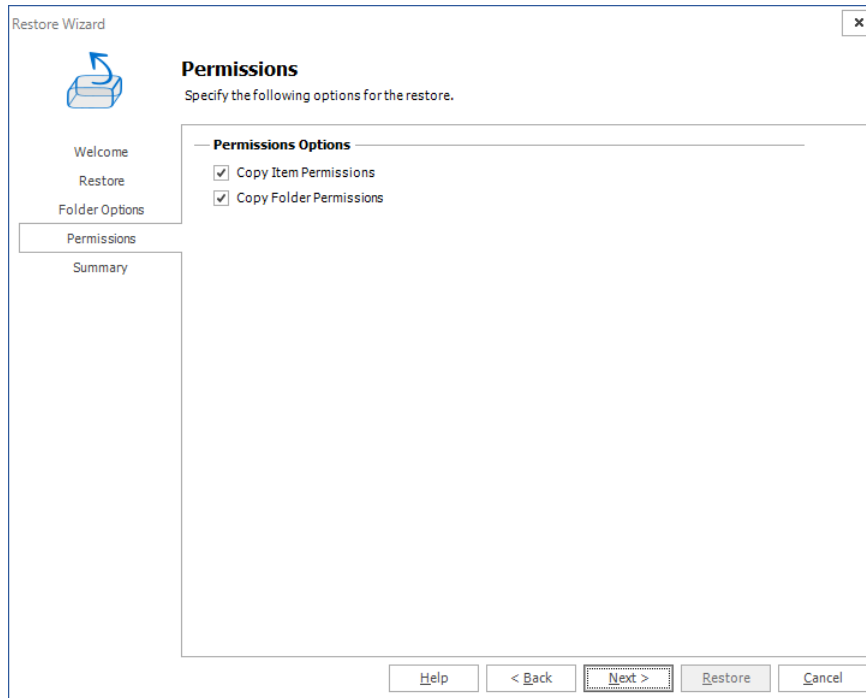 Restore Wizard
Permissions
Specify the following options for the restore.
Welcome
Restore
Folder Options
Permissions
Summary
Permissions Options
Copy Item Permissions
Copy Folder Permissions
Help
< Back
Next >
Restore
Cancel